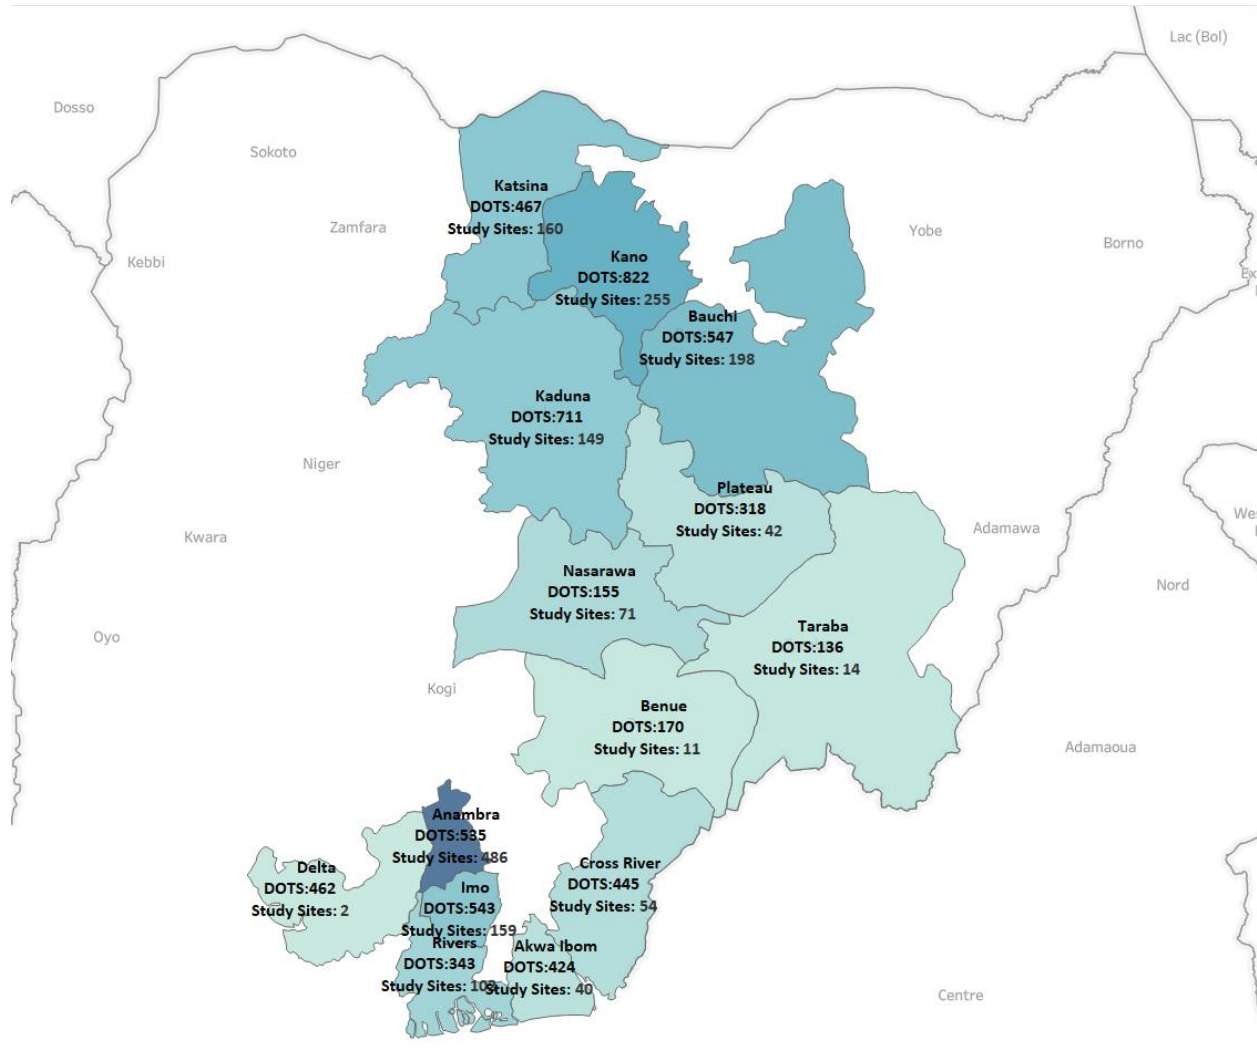 Lac (Bol)
Dosso
Sokoto
Katsina
DOTS:467
Study Sites: 160
Zamfara
Kebbi
Kano
DOTS:822
Study Sites: 255
Yobe
Borno
Bauchi
DOTS:547
Study Sites: 198
Kaduna
DOTS:711
Study Sites: 149
Niger
Kwara
Plateau
DOTS:318
Study Sites: 42
Adamawa
Nord
Nasarawa
DOTS:155
Study Sites: 71
Oyo
Taraba
DOTS:136
Study Sites: 14
Kogi
Benue
DOTS:170
Study Sites: 11
Adamaoua
Anambra
DOTS:535
Study Sites: 486
Delta
DOTS:462
Study Sites: 2
Imo
DOTS:543
Study Sites: 159
Cross River
DOTS:445
Study Sites: 54
Rivers
DOTS:343
Study Sites:
Akwa Ibom
DOTS:424
Study Sites: 40
Centre